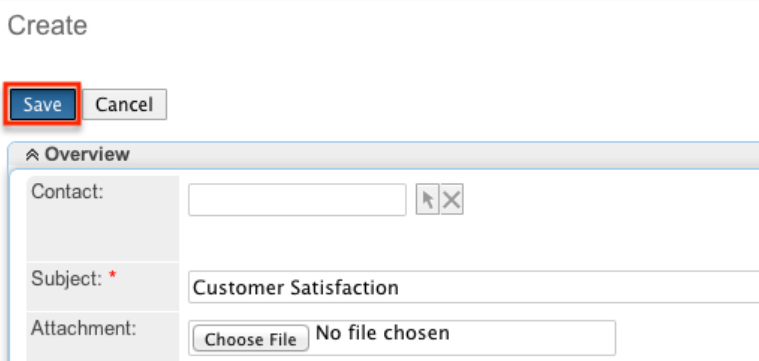 Create
Save Cancel
Overview
Contact:
Subject: * Customer Satisfaction
Attachment: Choose File No file chosen